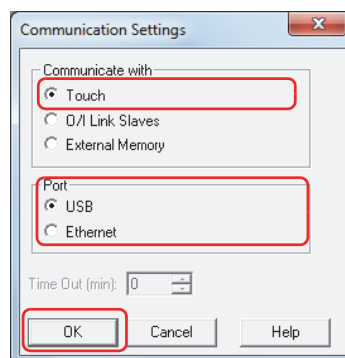 Communication Settings
Communicate with
Touch
O/I Link Slaves
External Memory
Port
USB
Ethernet
Time Out (min): 0
OK Cancel Help